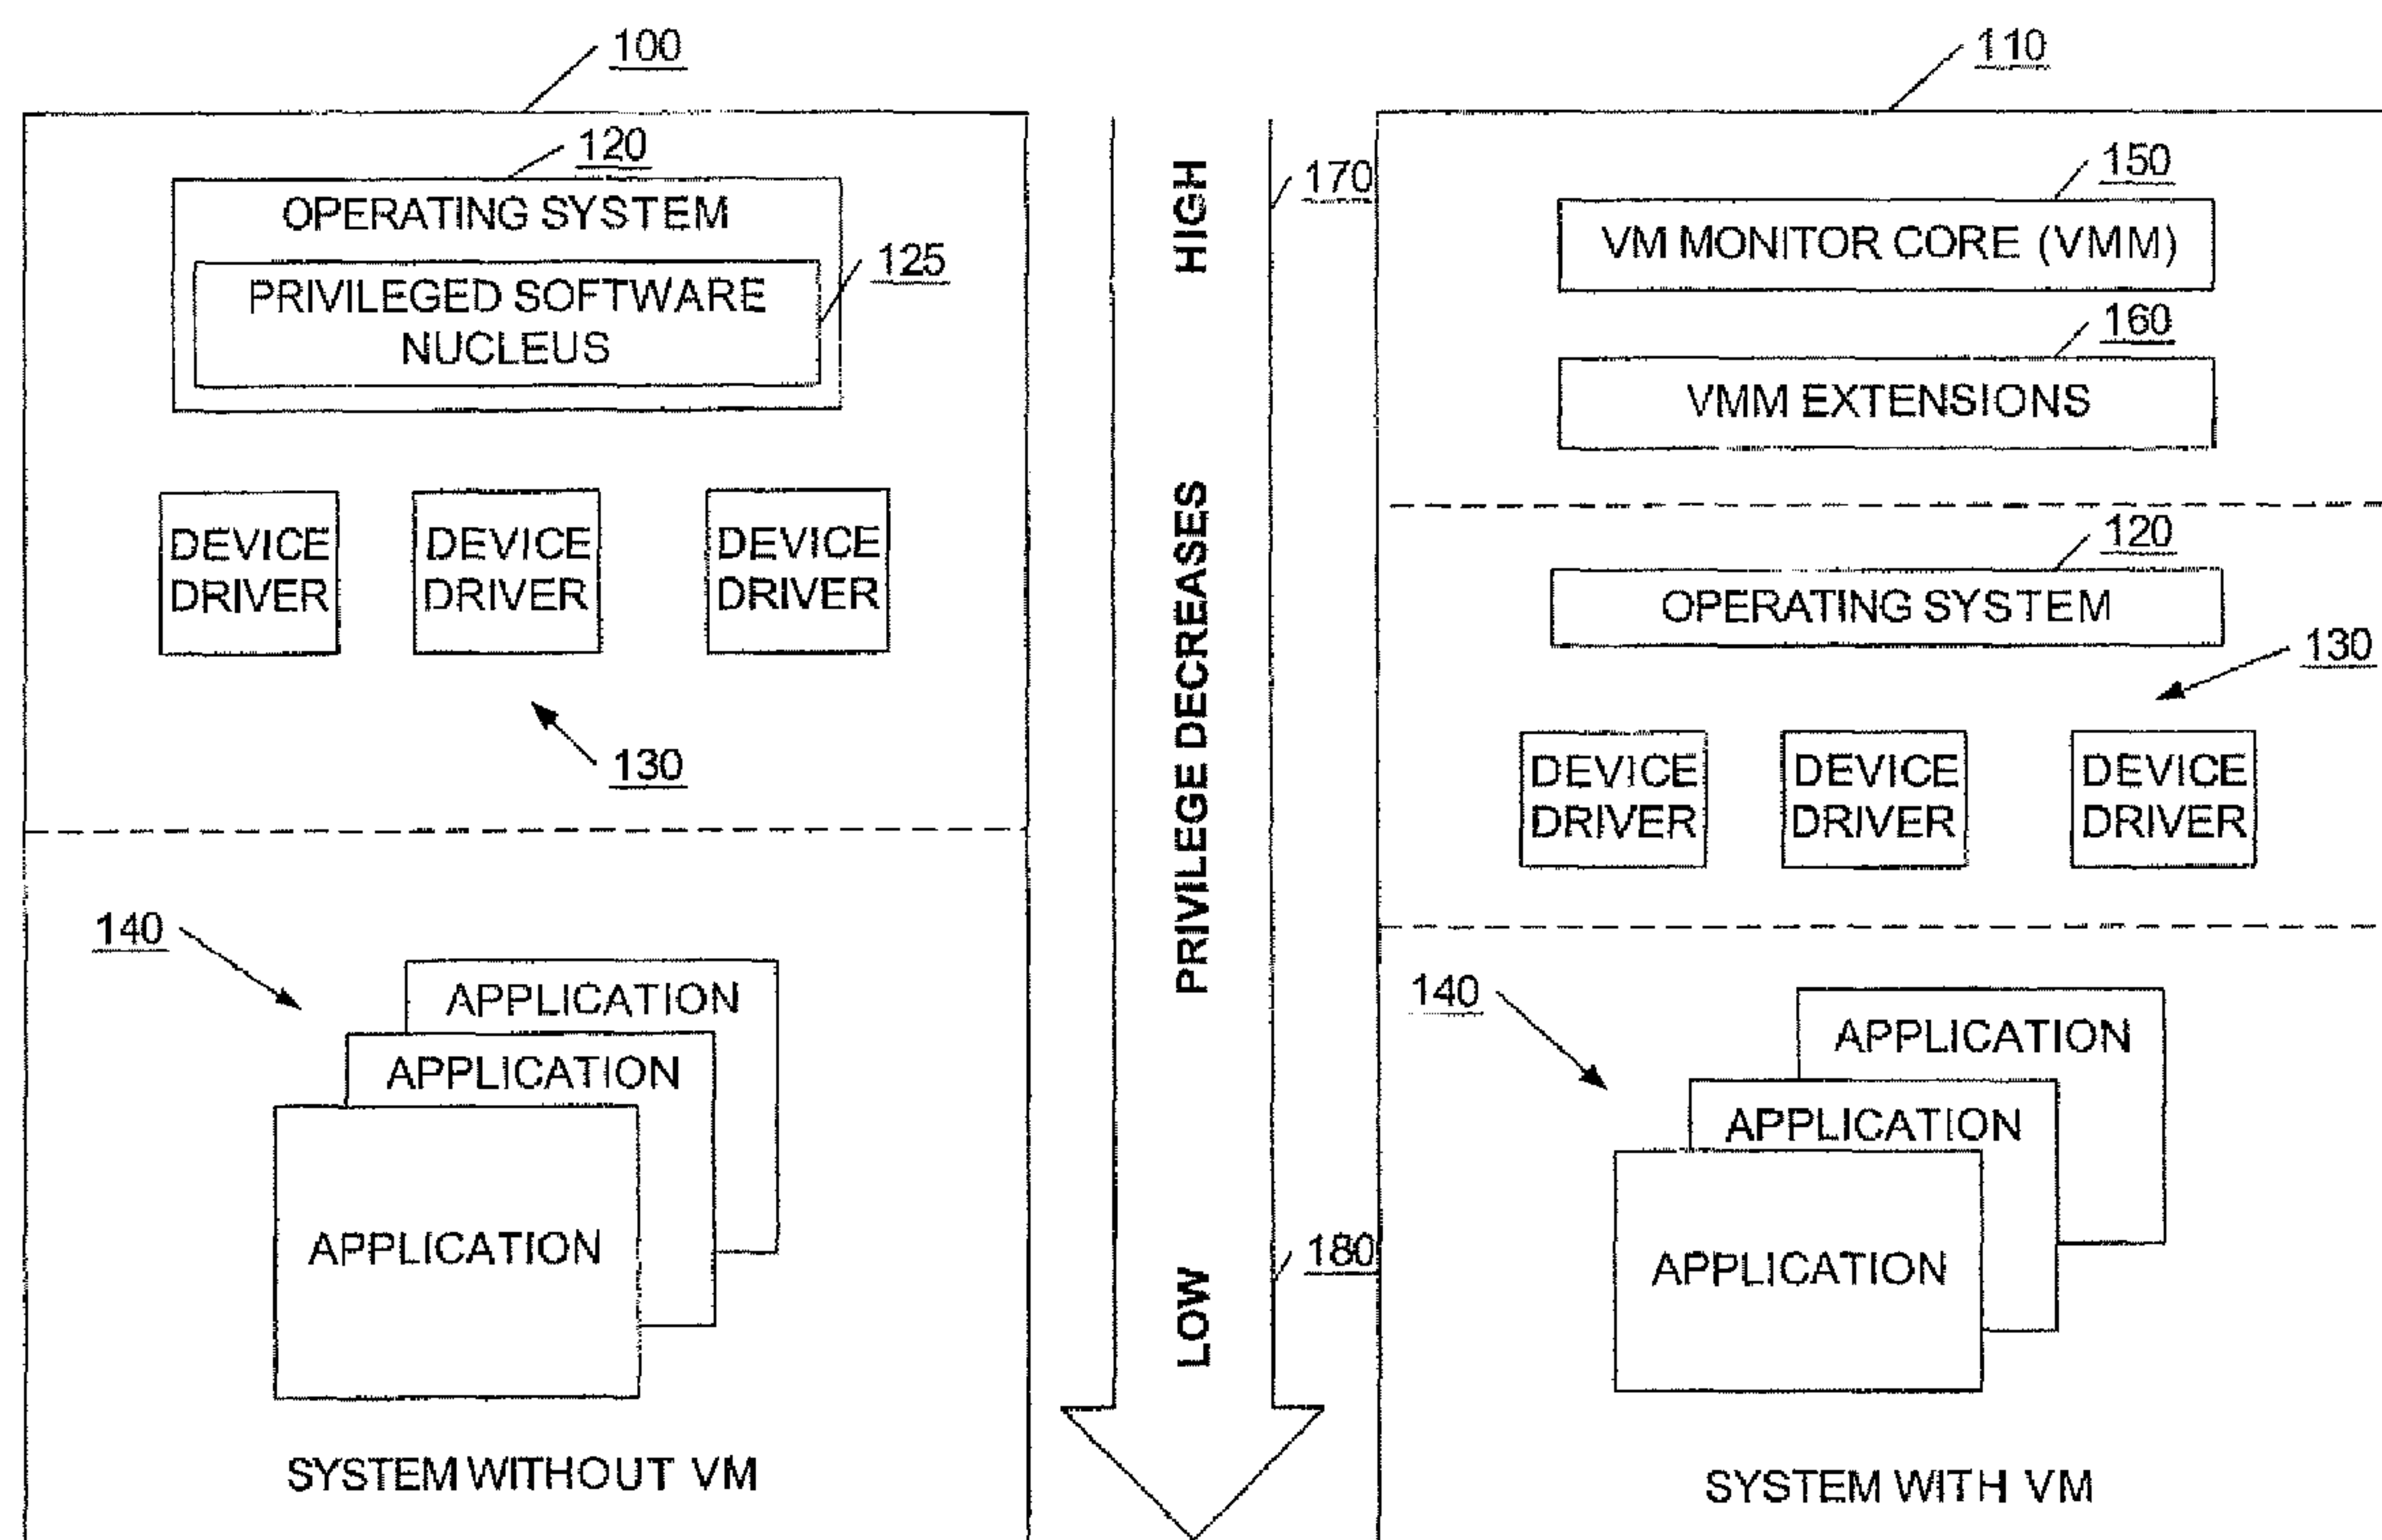 100
120
OPERATING SYSTEM
125
PRIVILEGED SOFTWARE
NUCLEUS
DEVICE
DRIVER
DEVICE
DRIVER
DEVICE
DRIVER
130
140
APPLICATION
APPLICATION
APPLICATION
SYSTEM WITHOUT VM
HIGH
PRIVILEGE DECREASES
LOW
170
180
110
150
VM MONITOR CORE (VMM)
160
VMM EXTENSIONS
120
OPERATING SYSTEM
130
DEVICE
DRIVER
DEVICE
DRIVER
DEVICE
DRIVER
140
APPLICATION
APPLICATION
APPLICATION
SYSTEM WITH VM